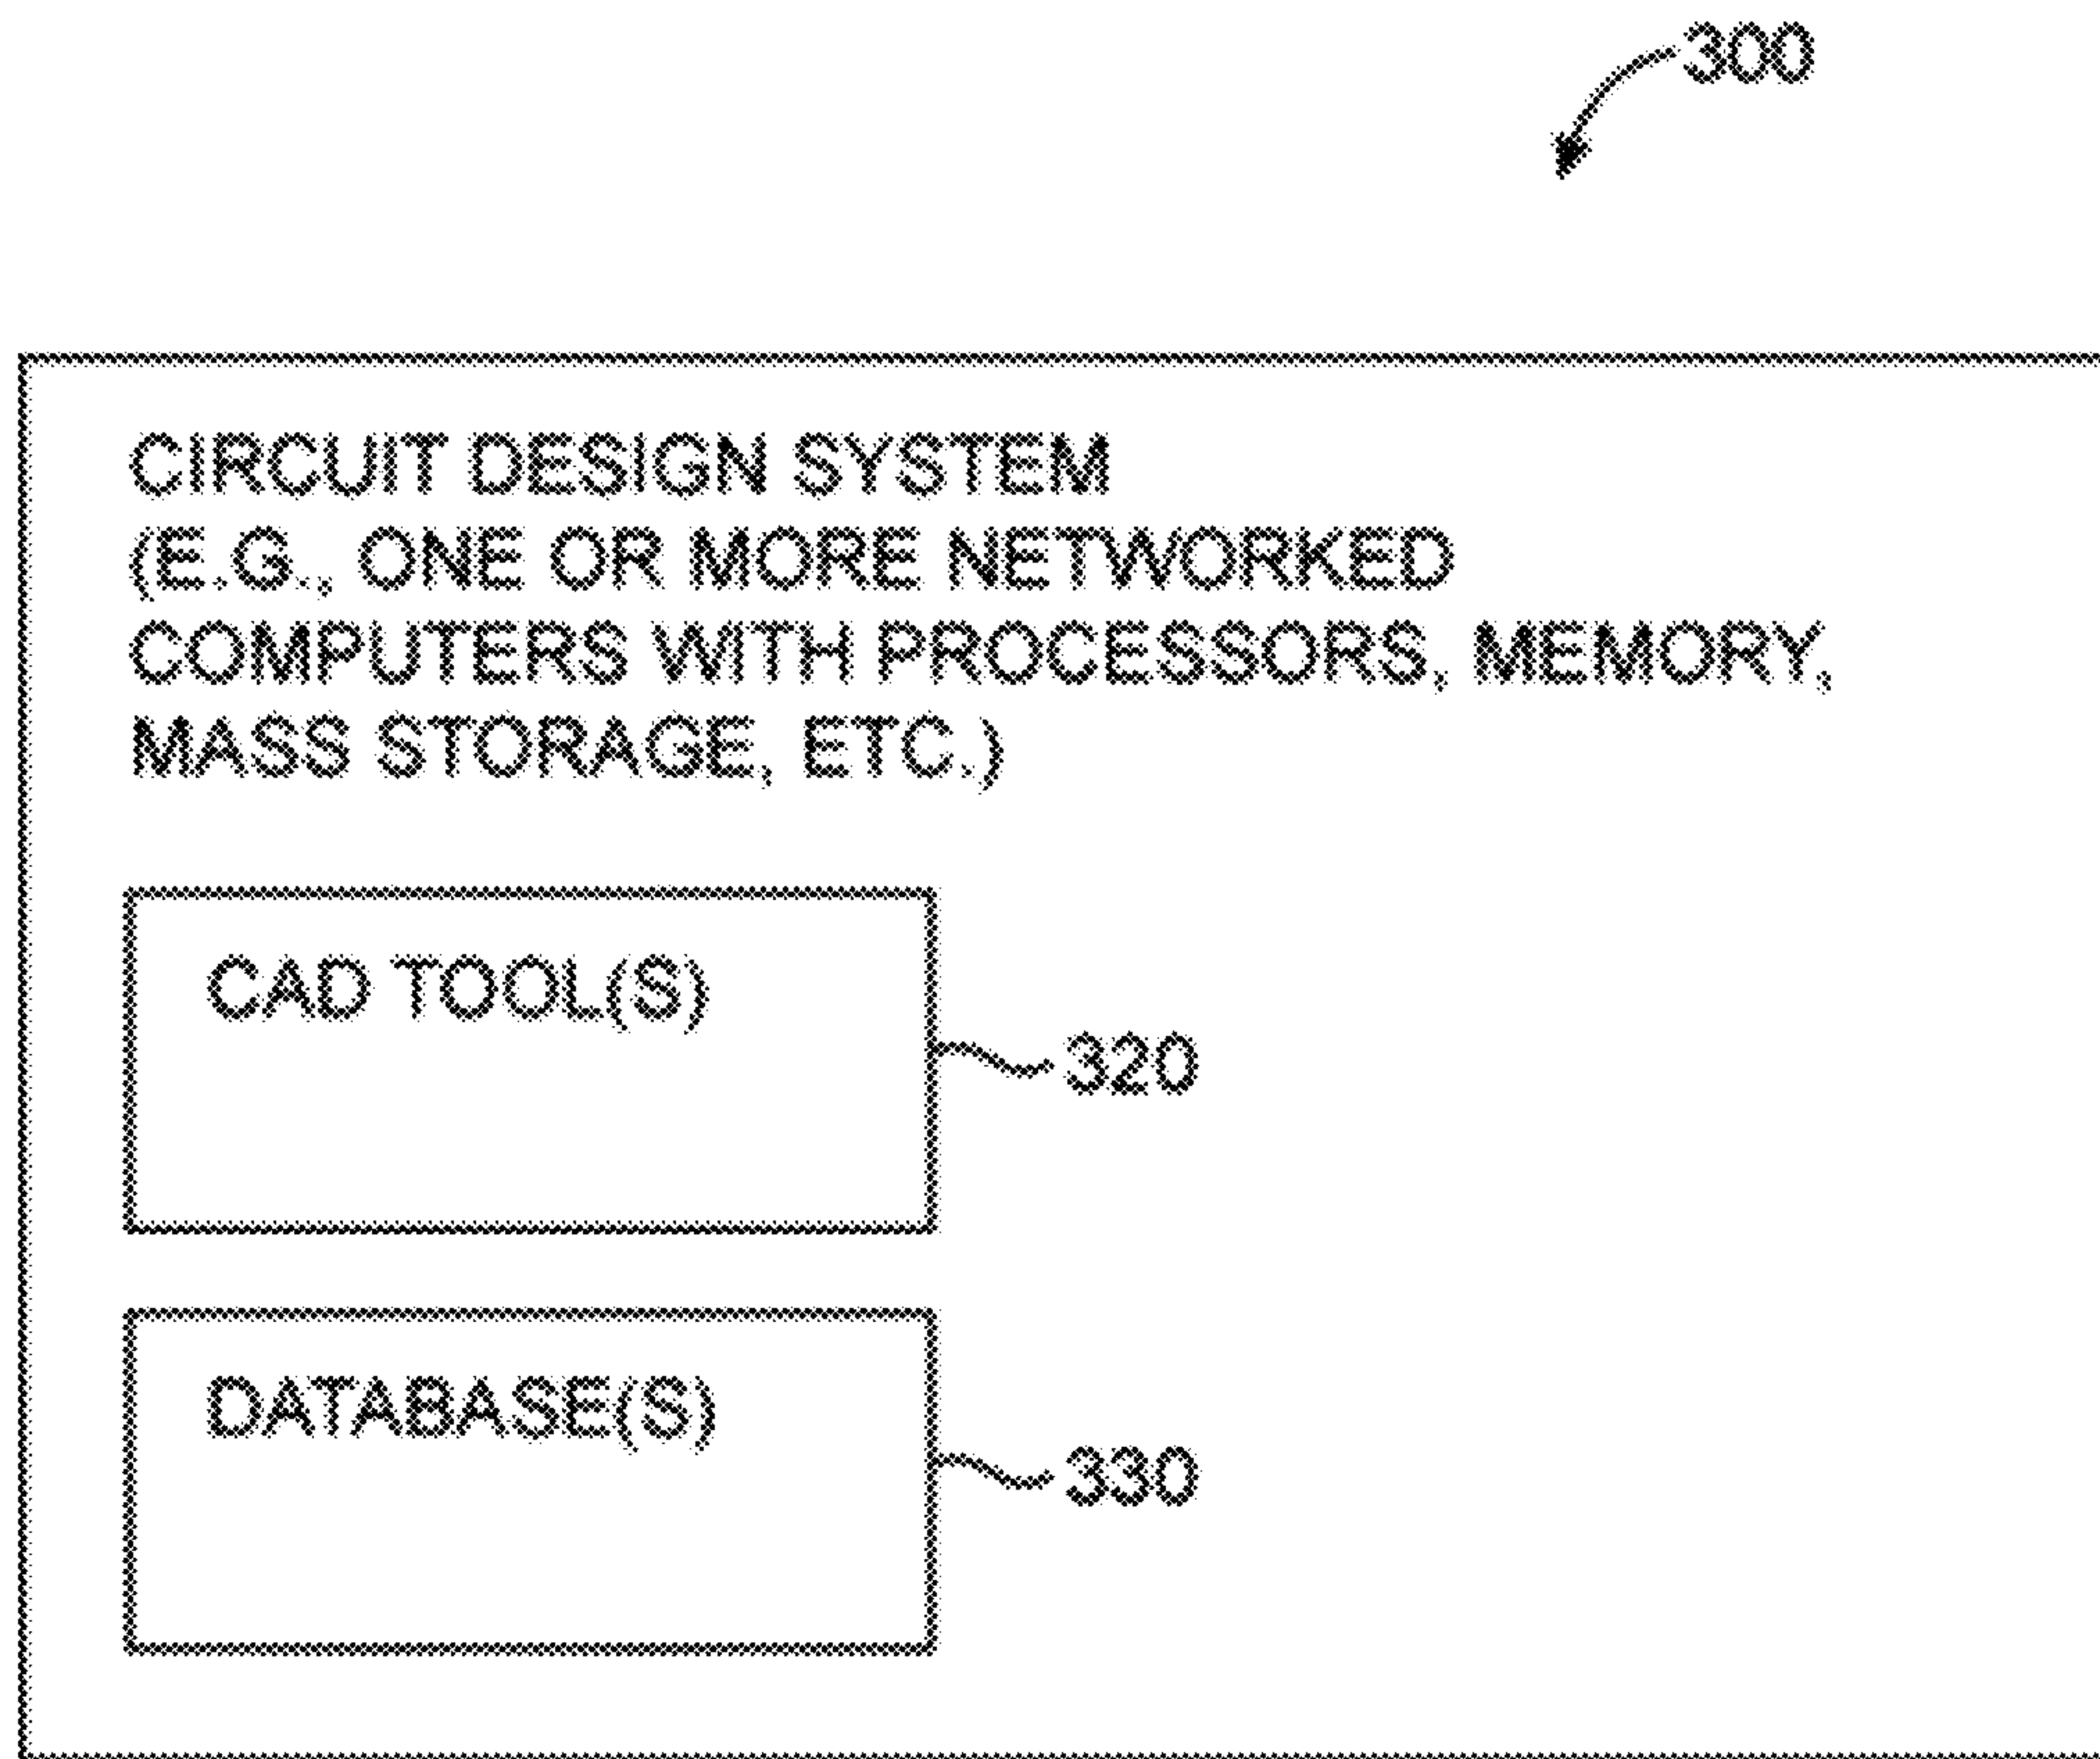 300
CIRCUIT DESIGN SYSTEM
(E.G., ONE OR MORE NETWORKED
COMPUTERS WITH PROCESSORS, MEMORY,
MASS STORAGE, ETC.)
CAD TOOL(S)
320
DATABASE(S)
330